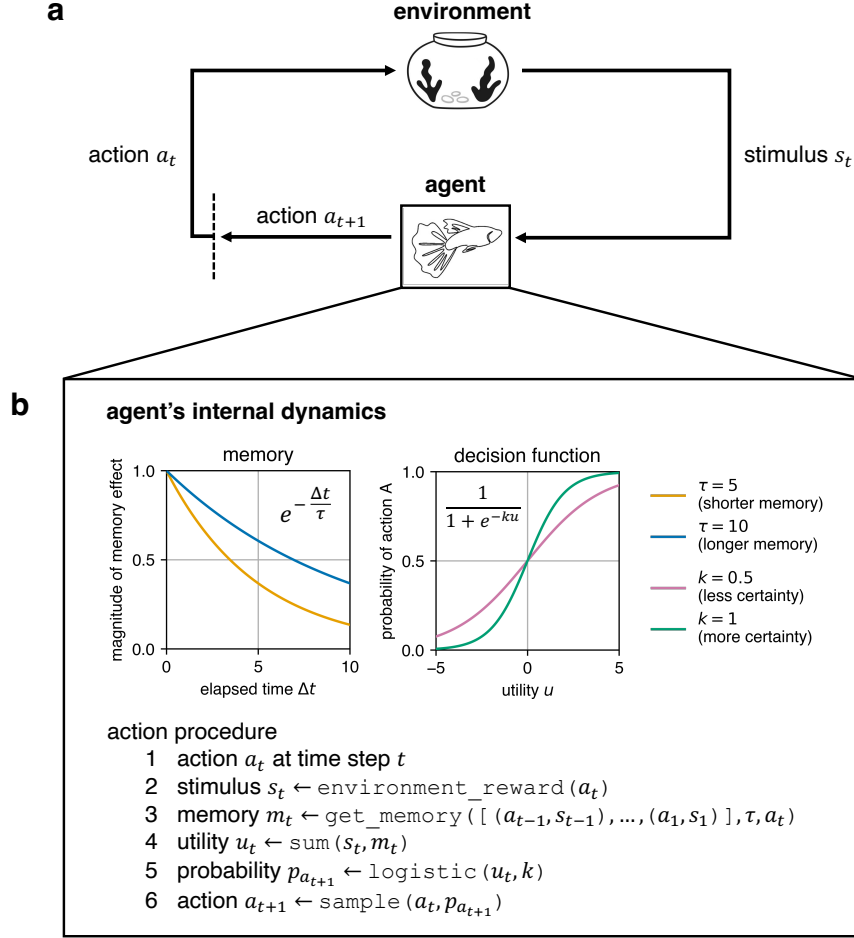 a
environment
action a_t
stimulus s_t
agent
action a_{t+1}
b
agent's internal dynamics
memory
decision function
magnitude of memory effect
1.0
0.5
0.0
e^{-\frac{Δt}{τ}}
0
5
10
elapsed time Δt
probability of action A
1.0
0.5
0.0
\frac{1}{1 + e^{-ku}}
−5
0
5
utility u
τ = 5
(shorter memory)
τ = 10
(longer memory)
k = 0.5
(less certainty)
k = 1
(more certainty)
action procedure
1 action a_t at time step t
2 stimulus s_t ← environment_reward(a_t)
3 memory m_t ← get_memory([(a_{t−1}, s_{t−1}), …, (a_1, s_1)], τ, a_t)
4 utility u_t ← sum(s_t, m_t)
5 probability p_{a_{t+1}} ← logistic(u_t, k)
6 action a_{t+1} ← sample(a_t, p_{a_{t+1}})